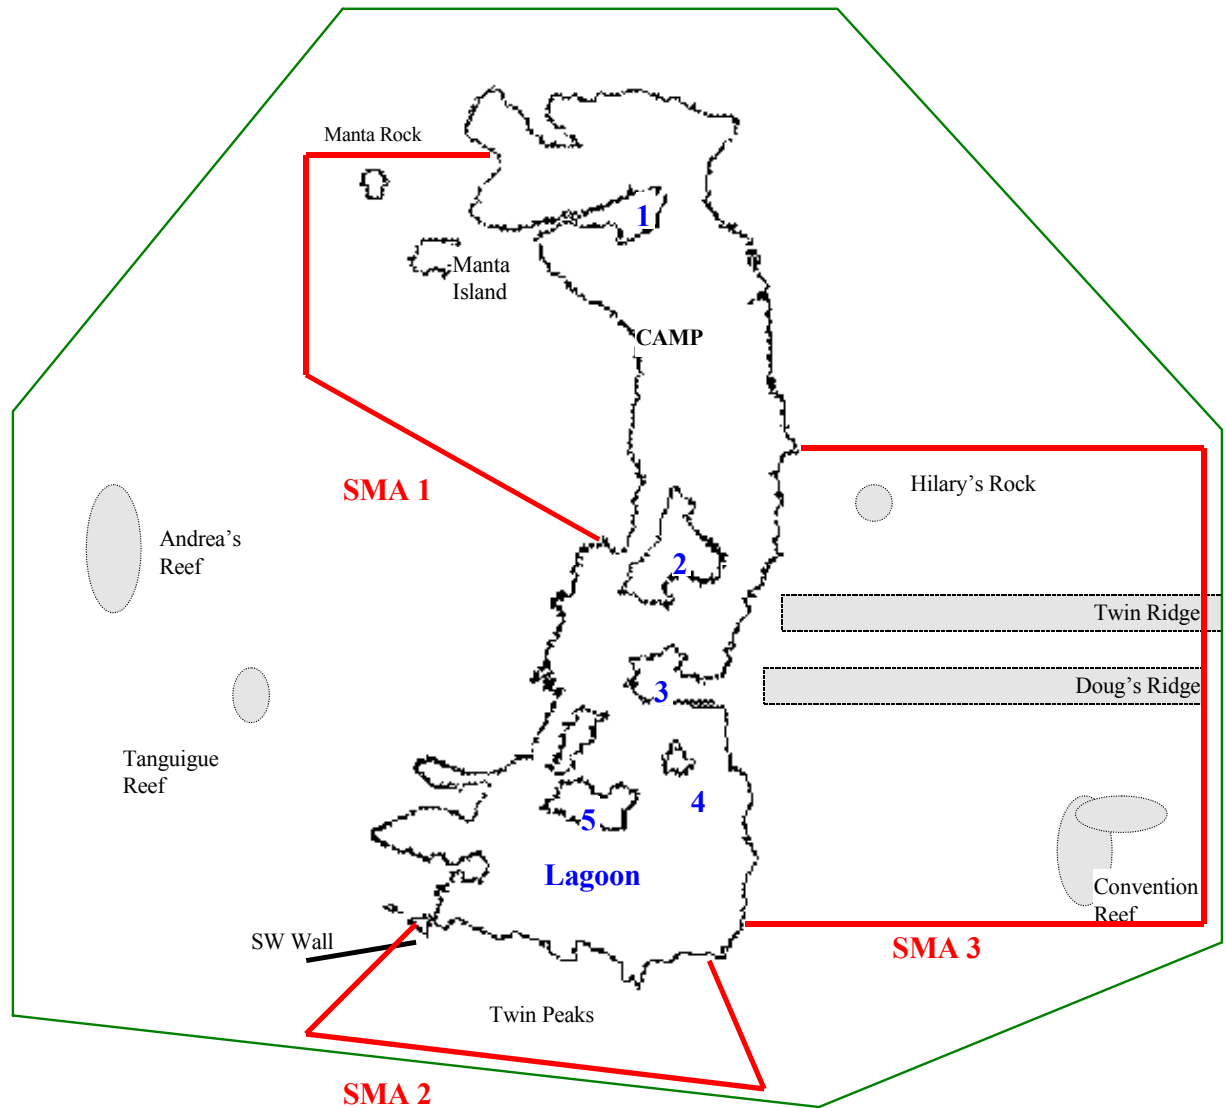 Manta Rock
1
Manta
Island
CAMP
SMA 1
Hilary's Rock
Andrea's
Reef
2
Twin Ridge
3
Doug's Ridge
Tanguigue
Reef
4
5
Lagoon
Convention
Reef
SW Wall
SMA 3
Twin Peaks
SMA 2